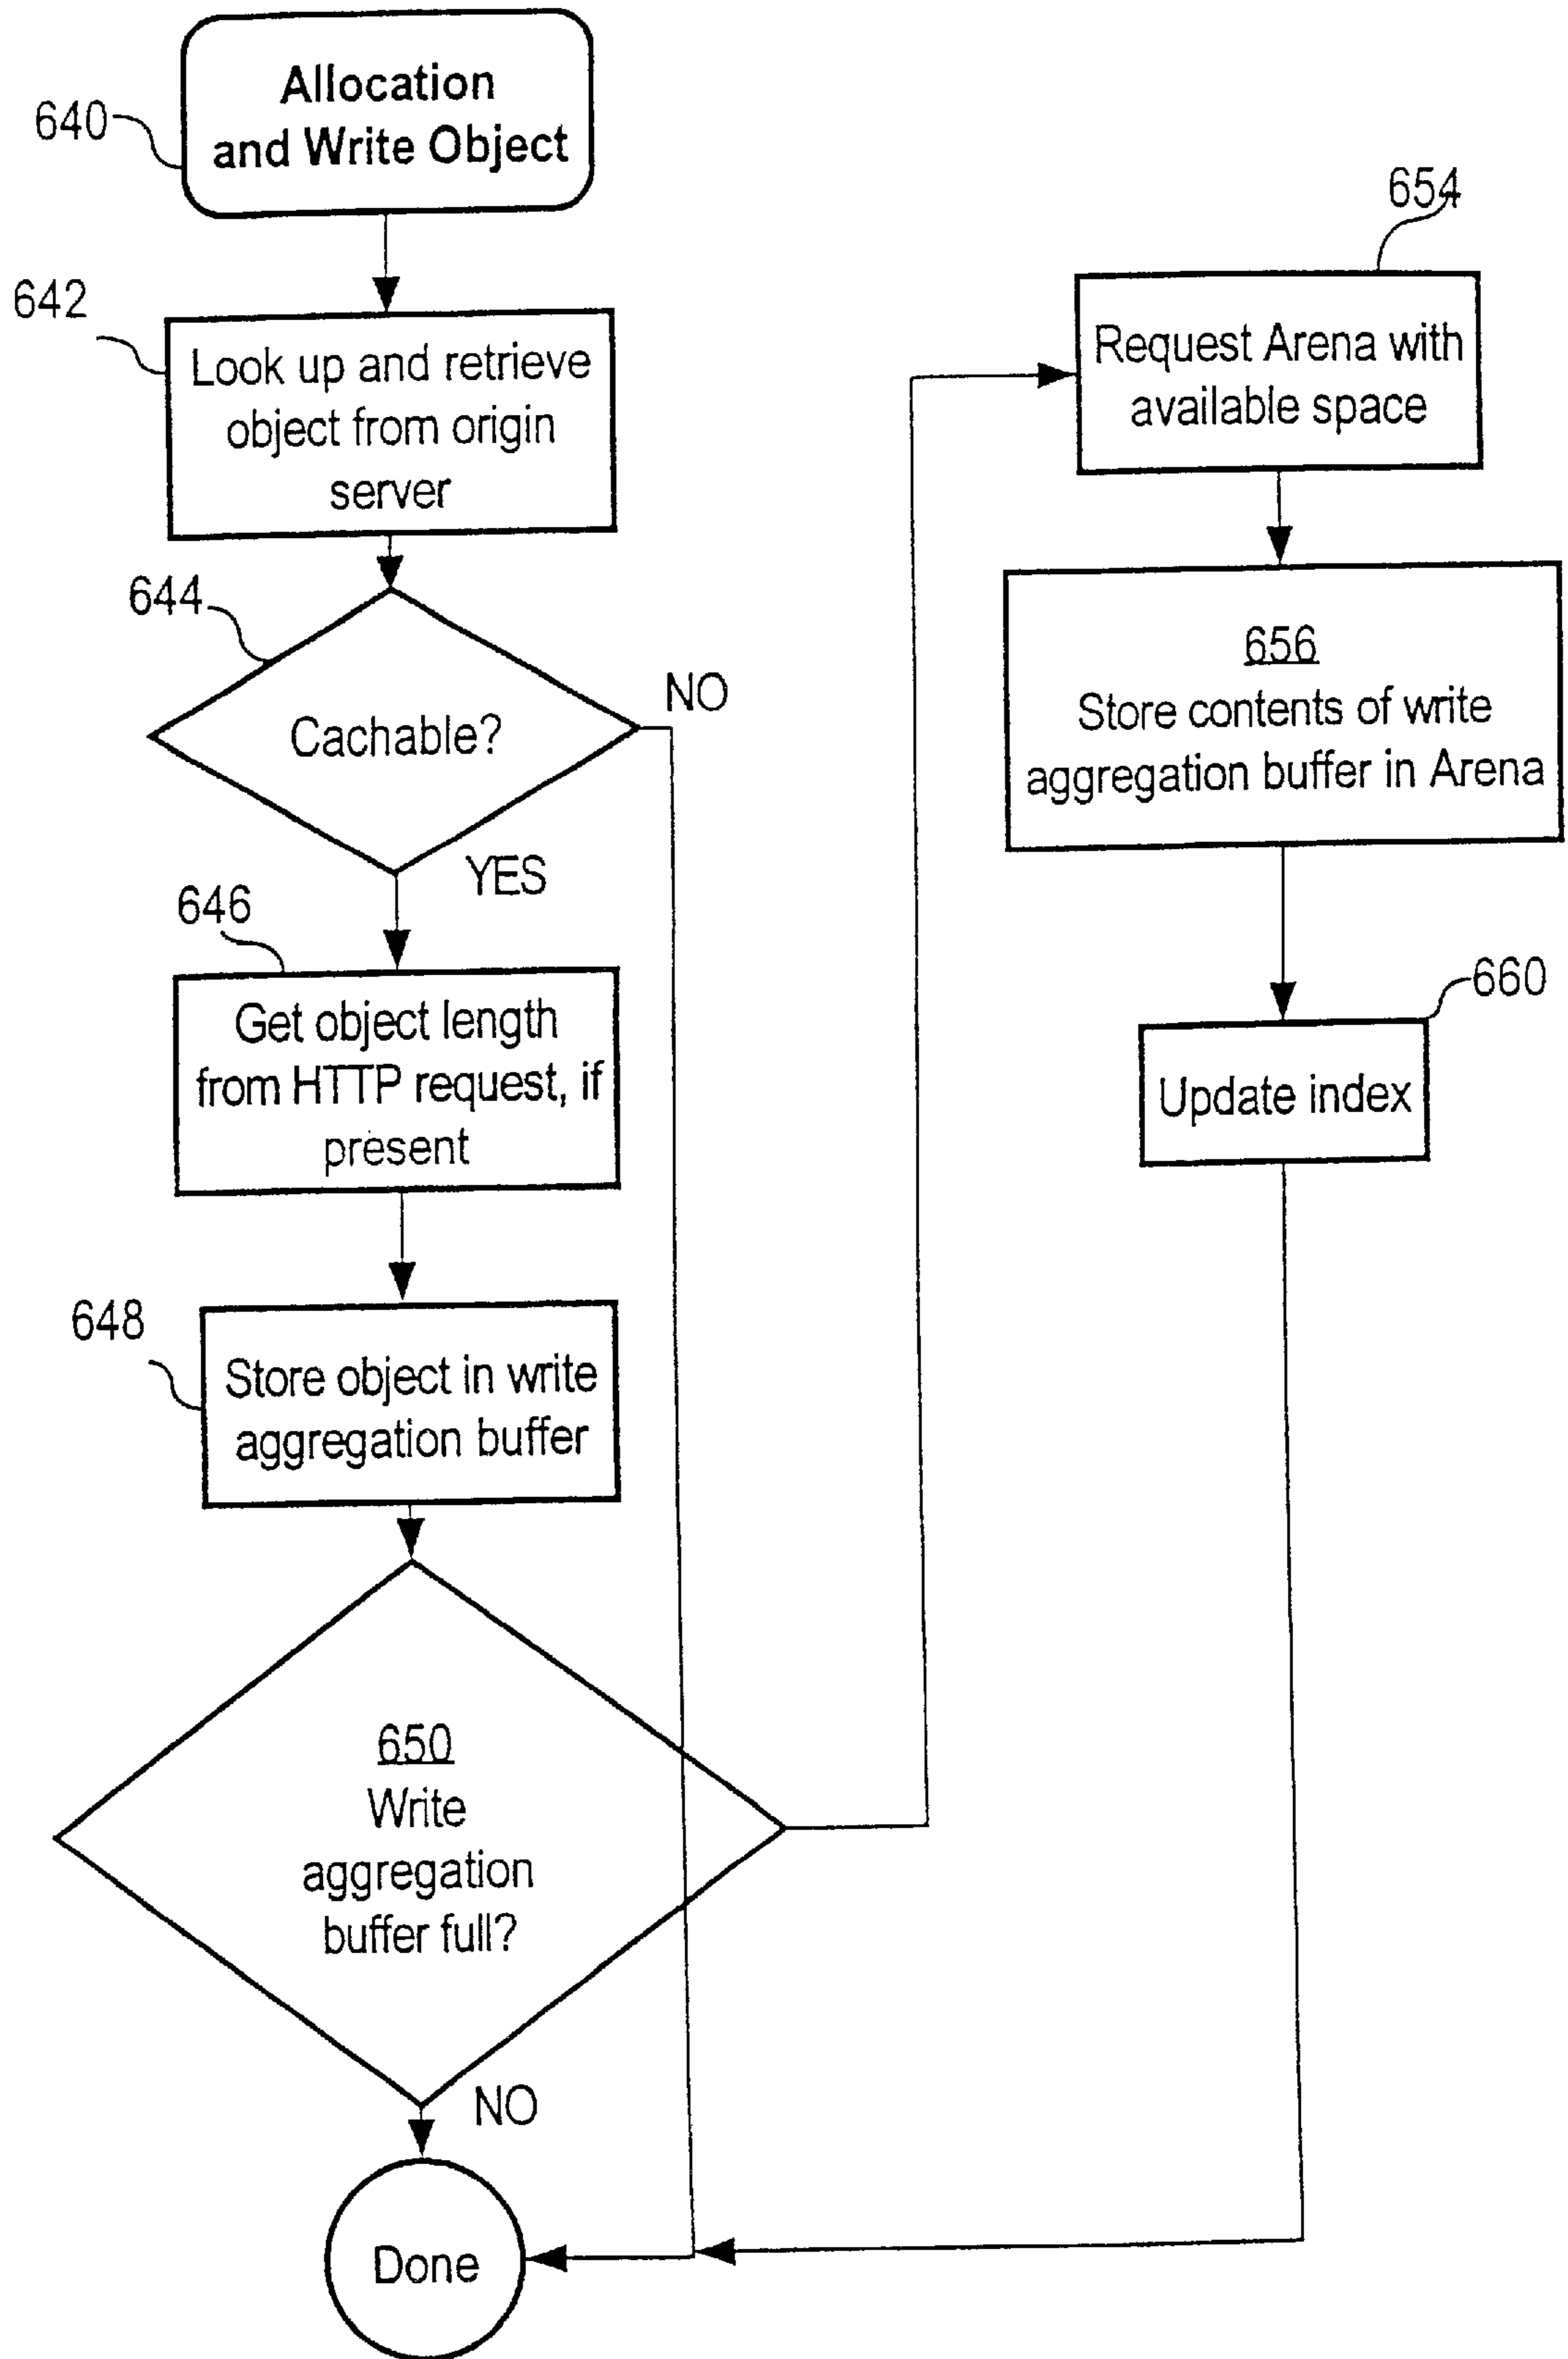 640
Allocation
and Write Object
642
Look up and retrieve
object from origin
server
644
Cachable?
NO
YES
646
Get object length
from HTTP request, if
present
648
Store object in write
aggregation buffer
650
Write
aggregation
buffer full?
NO
Done
654
Request Arena with
available space
656
Store contents of write
aggregation buffer in Arena
660
Update index